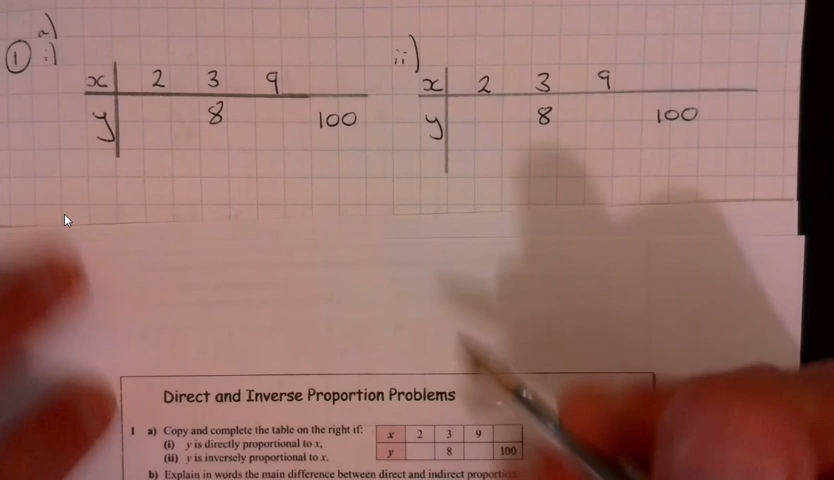 ① a)
i)
x 2 3 9
y 8 100
ii)
x 2 3 9
y 8 100
Direct and Inverse Proportion Problems
1 a) Copy and complete the table on the right if:
(i) y is directly proportional to x,
(ii) y is inversely proportional to x.
x 2 3 9
y 8 100
b) Explain in words the main difference between direct and indirect proportion